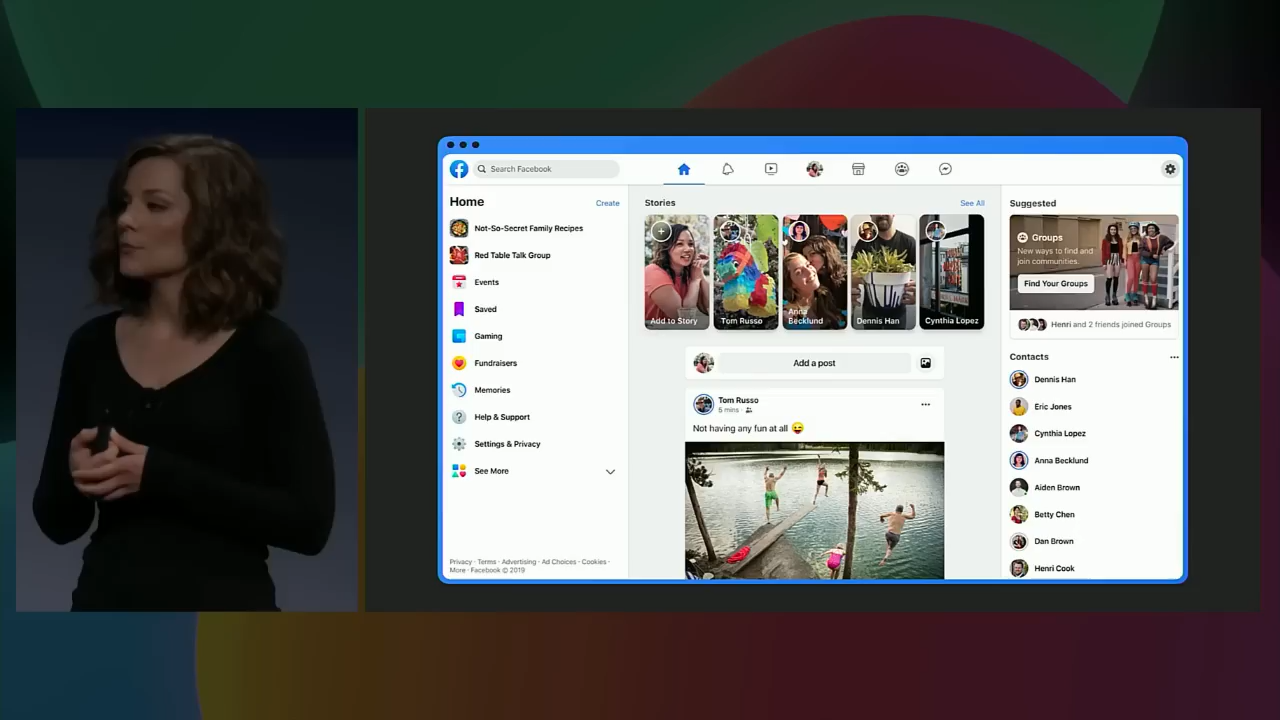 Search Facebook
Home
Create
Not-So-Secret Family Recipes
Red Table Talk Group
Events
Saved
Gaming
Fundraisers
Memories
Help & Support
Settings & Privacy
See More
Privacy · Terms · Advertising · Ad Choices · Cookies ·
More · Facebook © 2019
Stories
See All
Add to Story
Tom Russo
Anna
Becklund
Dennis Han
Cynthia Lopez
Add a post
Tom Russo
5 mins ·
Not having any fun at all 😜
Suggested
Groups
New ways to find and
join communities.
Find Your Groups
Henri and 2 friends joined Groups
Contacts
Dennis Han
Eric Jones
Cynthia Lopez
Anna Becklund
Aiden Brown
Betty Chen
Dan Brown
Henri Cook